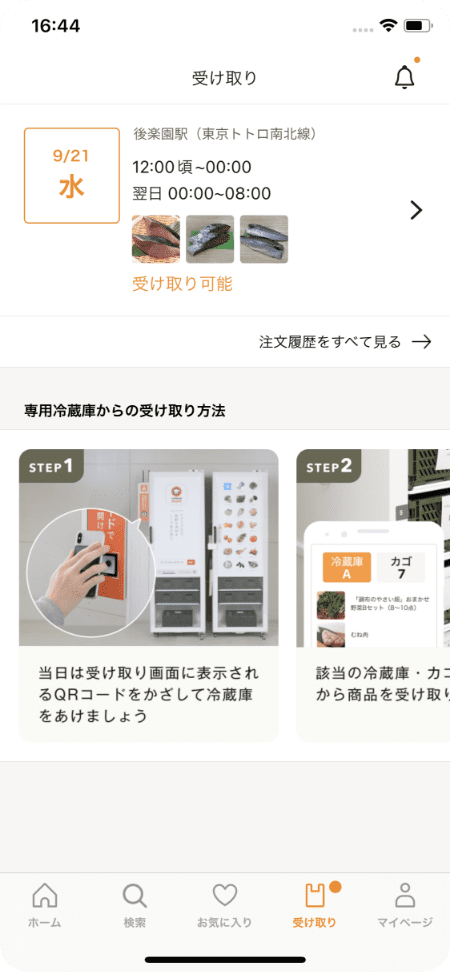 16:44
受け取り
9/21
水
後楽園駅（東京トトロ南北線）
12:00頃~00:00
翌日 00:00~08:00
受け取り可能
注文履歴をすべて見る
専用冷蔵庫からの受け取り方法
STEP1
ードで
開け
当日は受け取り画面に表示され
るQRコードをかざして冷蔵庫
をあけましょう
STEP2
冷蔵庫
A
カゴ
7
「調布のやさい畑」おまかせ
野菜Bセット（8〜10点）
むね肉
該当の冷蔵庫・カゴ
から商品を受け取り
ホーム
検索
お気に入り
受け取り
マイページ